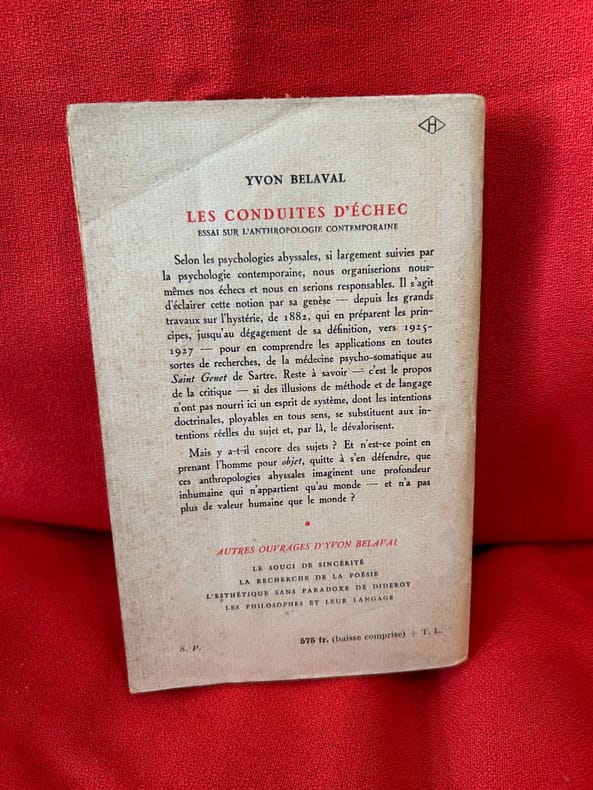 H
YVON BELAVAL
LES CONDUITES D'ÉCHEC
ESSAI SUR L'ANTHROPOLOGIE CONTEMPORAINE
Selon les psychologies abyssales, si largement suivies par
la psychologie contemporaine, nous organiserions nous-
mêmes nos échecs et nous en serions responsables. Il s'agit
d'éclairer cette notion par sa genèse — depuis les grands
travaux sur l'hystérie, de 1882, qui en préparent les prin-
cipes, jusqu'au dégagement de sa définition, vers 1925-
1927 — pour en comprendre les applications en toutes
sortes de recherches, de la médecine psycho-somatique au
Saint Genet de Sartre. Reste à savoir — c'est le propos
de la critique — si des illusions de méthode et de langage
n'ont pas nourri ici un esprit de système, dont les intentions
doctrinales, ployables en tous sens, se substituent aux in-
tentions réelles du sujet et, par là, le dévalorisent.
Mais y a-t-il encore des sujets ? Et n'est-ce point en
prenant l'homme pour objet, quitte à s'en défendre, que
ces anthropologies abyssales imaginent une profondeur
inhumaine qui n'appartient qu'au monde — et n'a pas
plus de valeur humaine que le monde ?
AUTRES OUVRAGES D'YVON BELAVAL
LE SOUCI DE SINCÉRITÉ
LA RECHERCHE DE LA POÉSIE
L'ESTHÉTIQUE SANS PARADOXE DE DIDEROT
LES PHILOSOPHES ET LEUR LANGAGE
S. P.
575 fr. (baisse comprise) + T. L.